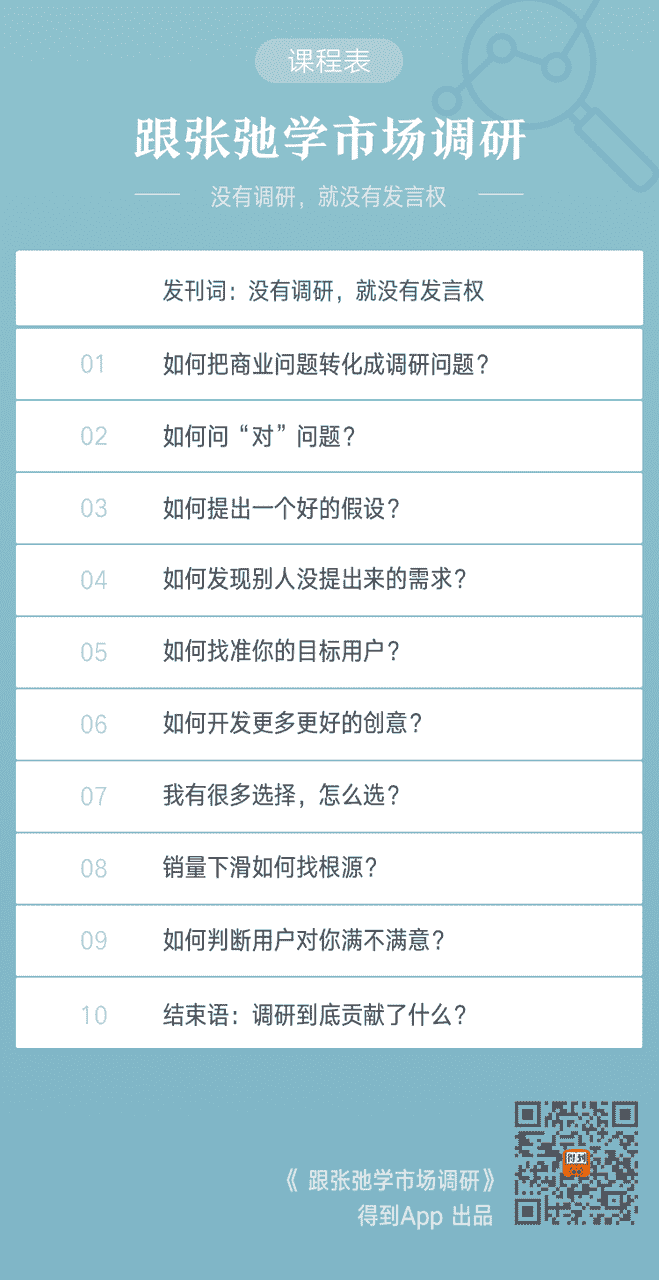 课程表
跟张弛学市场调研
没有调研，就没有发言权
发刊词：没有调研，就没有发言权
01 如何把商业问题转化成调研问题？
02 如何问“对”问题？
03 如何提出一个好的假设？
04 如何发现别人没提出来的需求？
05 如何找准你的目标用户？
06 如何开发更多更好的创意？
07 我有很多选择，怎么选？
08 销量下滑如何找根源？
09 如何判断用户对你满不满意？
10 结束语：调研到底贡献了什么？
得到
《 跟张弛学市场调研》
得到App 出品